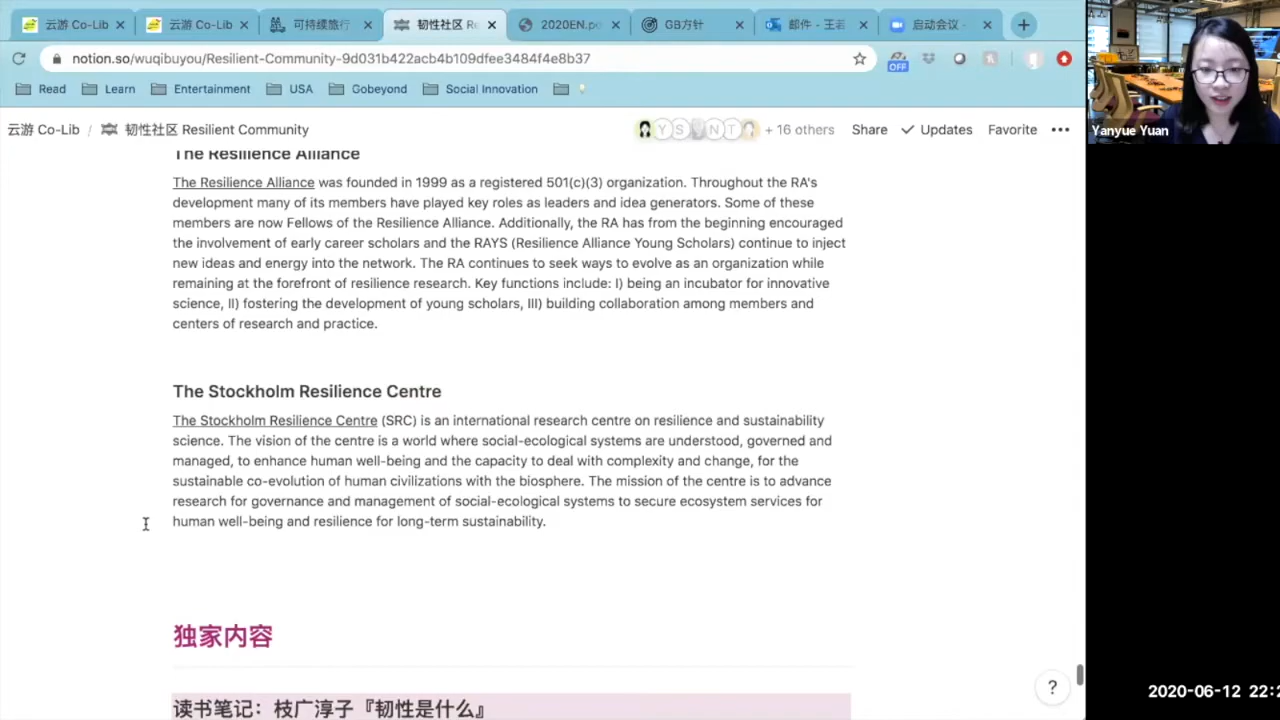 云游 Co-Lib
云游 Co-Lib
可持续旅行
韧性社区 Re
2020EN.po
GB方针
邮件 - 王若
启动会议 -
notion.so/wuqibuyou/Resilient-Community-9d031b422acb4b109dfee3484f4e8b37
OFF
Read
Learn
Entertainment
USA
Gobeyond
Social Innovation
Yanyue Yuan
云游 Co-Lib / 韧性社区 Resilient Community
Y S N T + 16 others
Share
Updates
Favorite
The Resilience Alliance
The Resilience Alliance was founded in 1999 as a registered 501(c)(3) organization. Throughout the RA's
development many of its members have played key roles as leaders and idea generators. Some of these
members are now Fellows of the Resilience Alliance. Additionally, the RA has from the beginning encouraged
the involvement of early career scholars and the RAYS (Resilience Alliance Young Scholars) continue to inject
new ideas and energy into the network. The RA continues to seek ways to evolve as an organization while
remaining at the forefront of resilience research. Key functions include: I) being an incubator for innovative
science, II) fostering the development of young scholars, III) building collaboration among members and
centers of research and practice.
The Stockholm Resilience Centre
The Stockholm Resilience Centre (SRC) is an international research centre on resilience and sustainability
science. The vision of the centre is a world where social-ecological systems are understood, governed and
managed, to enhance human well-being and the capacity to deal with complexity and change, for the
sustainable co-evolution of human civilizations with the biosphere. The mission of the centre is to advance
research for governance and management of social-ecological systems to secure ecosystem services for
human well-being and resilience for long-term sustainability.
独家内容
读书笔记：枝广淳子『韧性是什么』
?
2020-06-12 22:2